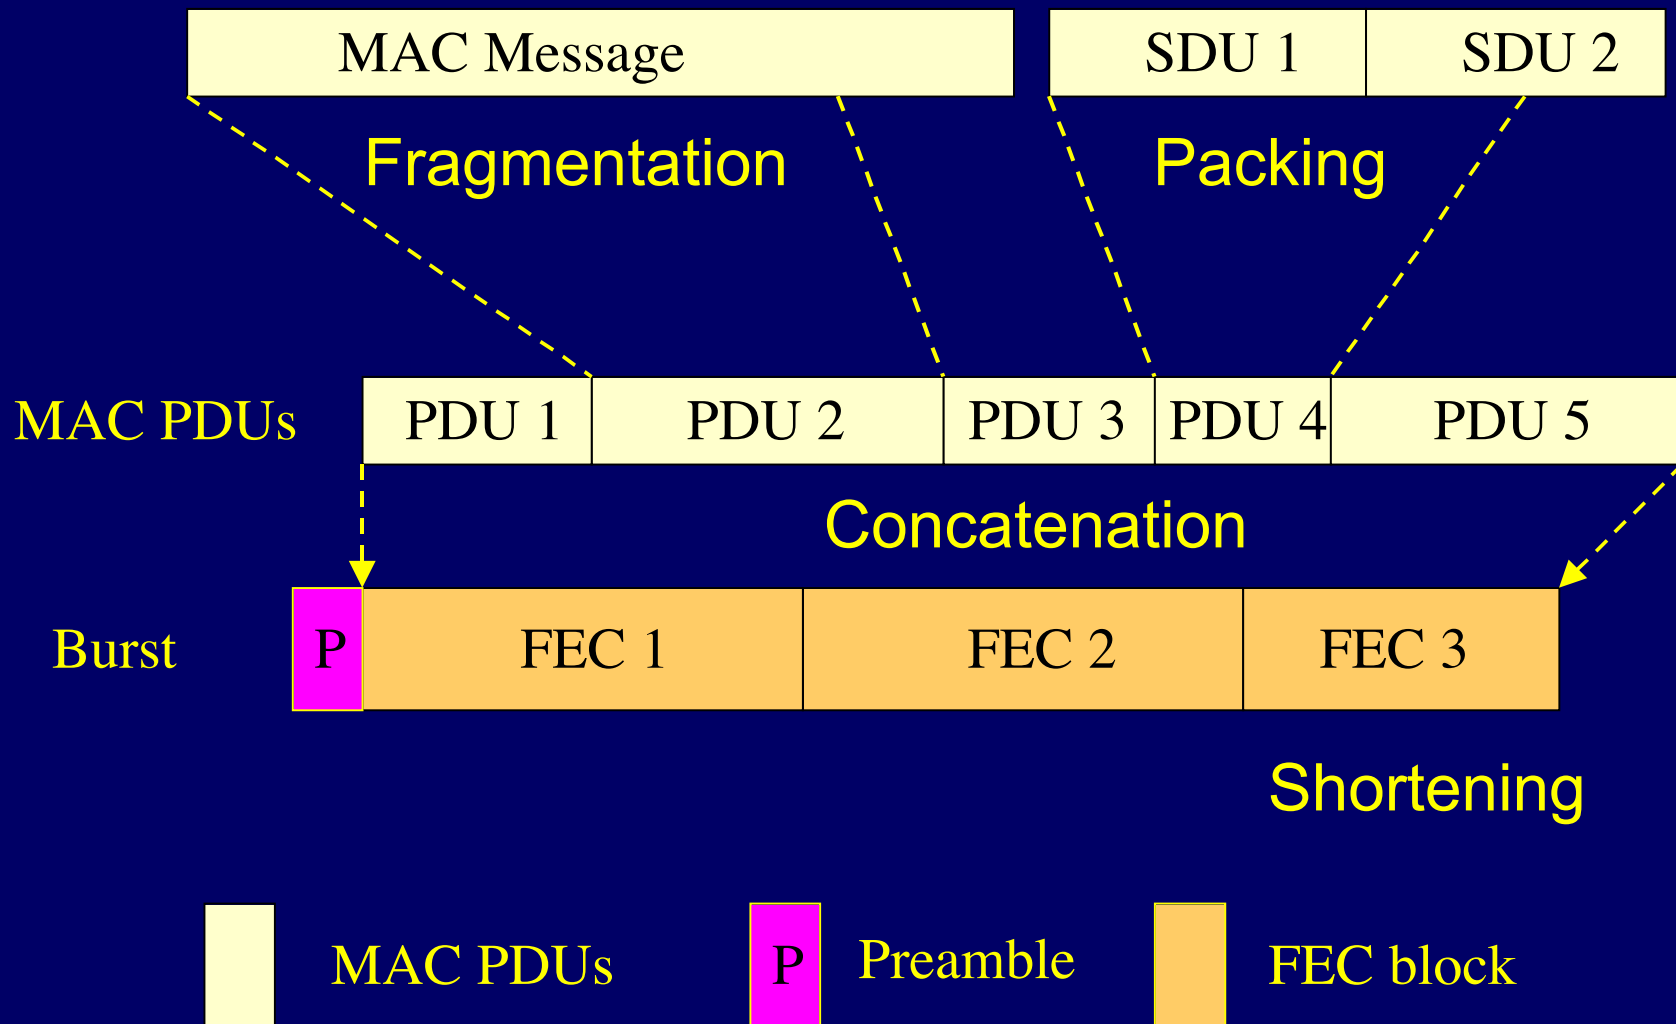 MAC Message SDU 1 SDU 2
Fragmentation Packing
MAC PDUs PDU 1 PDU 2 PDU 3 PDU 4 PDU 5
Concatenation
Burst P FEC 1 FEC 2 FEC 3
Shortening
MAC PDUs P Preamble FEC block